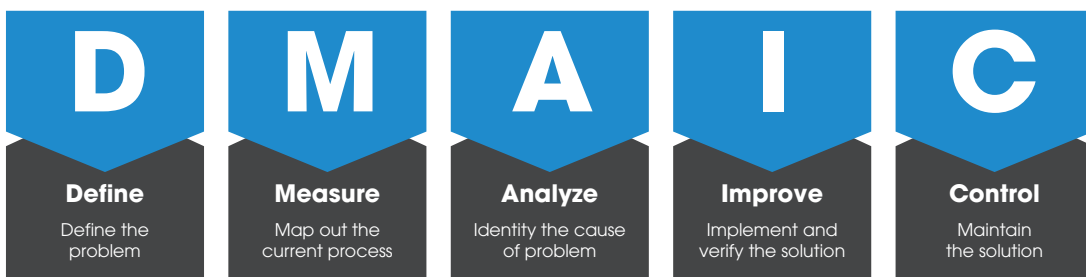 D
M
A
I
C
Define
Define the
problem
Measure
Map out the
current process
Analyze
Identity the cause
of problem
Improve
Implement and
verify the solution
Control
Maintain
the solution